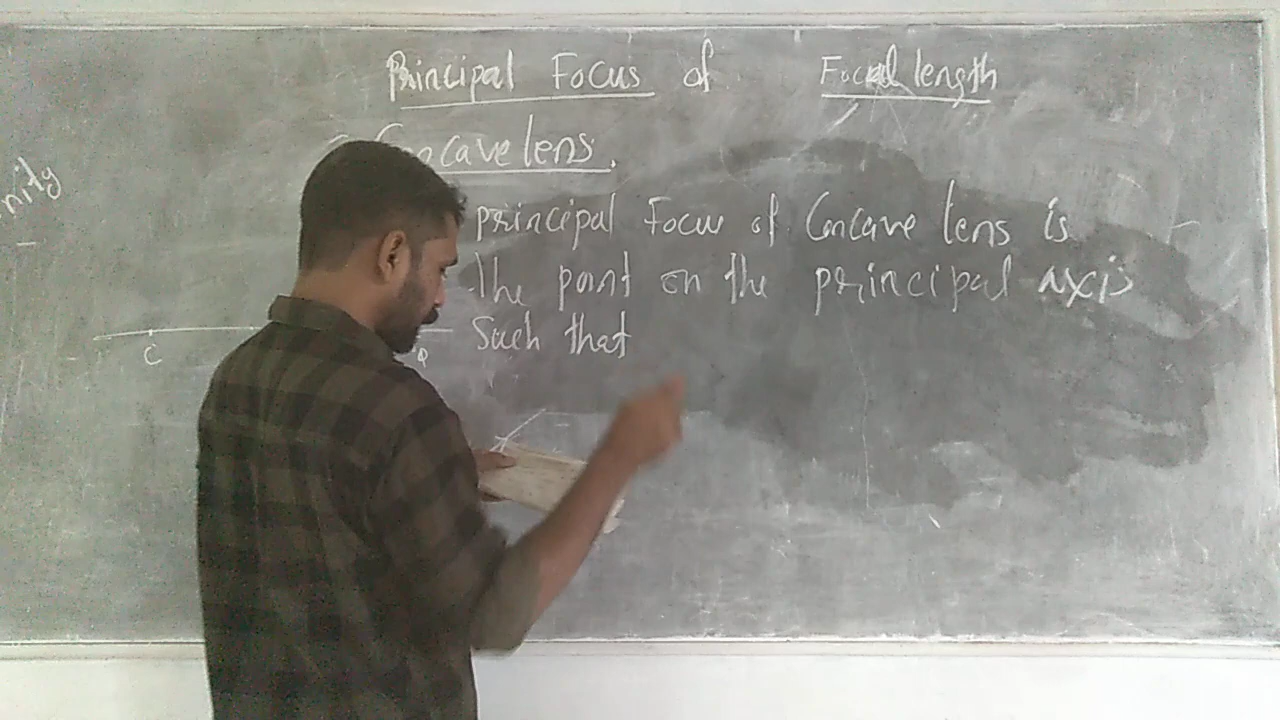 Principal Focus of Focal length
Concave lens.
nity
principal Focus of Concave lens is
the point on the principal axis
Such that
C